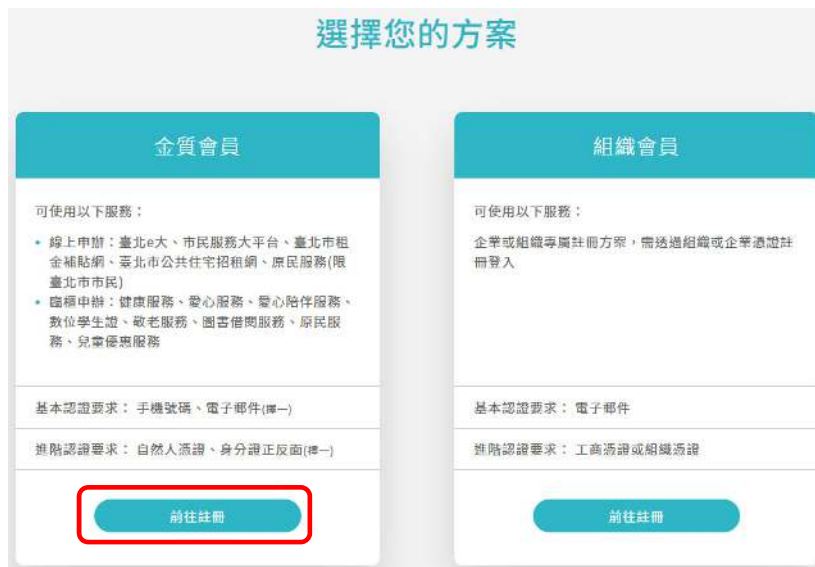 選擇您的方案
金質會員
可使用以下服務：
• 線上申辦：臺北e大、市民服務大平台、臺北市租
金補貼網、臺北市公共住宅招租網、原民服務(限
臺北市市民)
• 臨櫃申辦：健康服務、愛心服務、愛心陪伴服務、
數位學生證、敬老服務、圖書借閱服務、原民服
務、兒童優惠服務
基本認證要求： 手機號碼、電子郵件(擇一)
進階認證要求： 自然人憑證、身分證正反面(擇一)
前往註冊
組織會員
可使用以下服務：
企業或組織專屬註冊方案，需透過組織或企業憑證註
冊登入
基本認證要求： 電子郵件
進階認證要求： 工商憑證或組織憑證
前往註冊